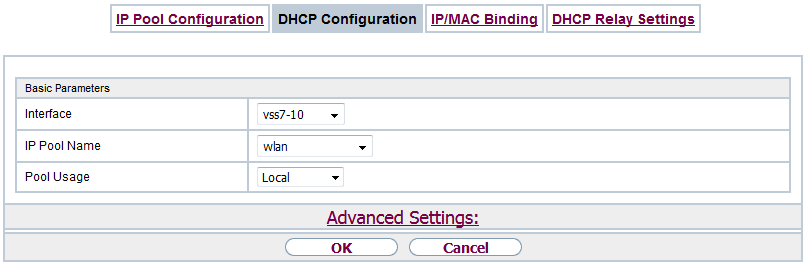 IP Pool Configuration DHCP Configuration IP/MAC Binding DHCP Relay Settings
Basic Parameters
Interface vss7-10
IP Pool Name wlan
Pool Usage Local
Advanced Settings:
OK Cancel